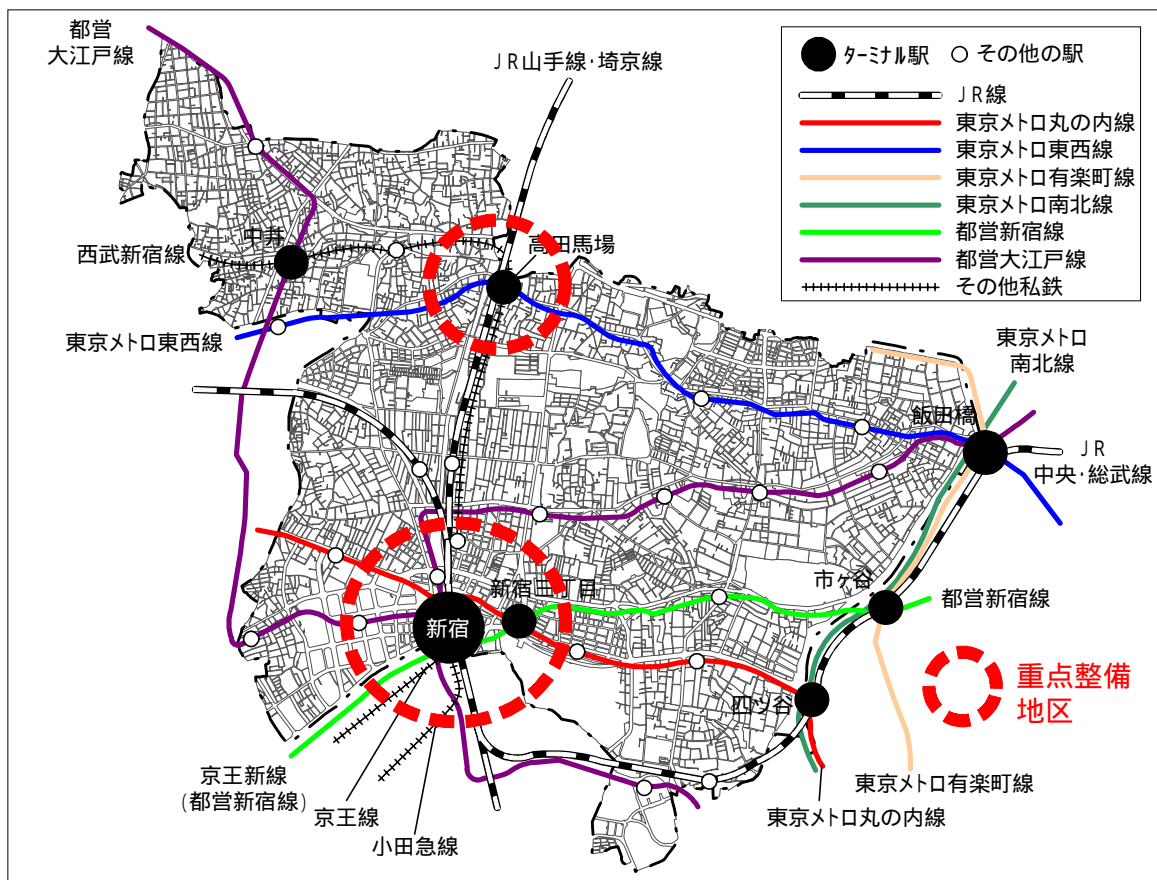 都営
大江戸線
JR山手線･埼京線
ターミナル駅
その他の駅
JR線
東京メトロ丸の内線
東京メトロ東西線
東京メトロ有楽町線
東京メトロ南北線
都営新宿線
都営大江戸線
その他私鉄
中井
高田馬場
西武新宿線
東京メトロ東西線
東京メトロ
南北線
飯田橋
JR
中央･総武線
市ヶ谷
新宿三丁目
都営新宿線
新宿
重点整備
地区
四ツ谷
京王新線
(都営新宿線)
京王線
小田急線
東京メトロ有楽町線
東京メトロ丸の内線